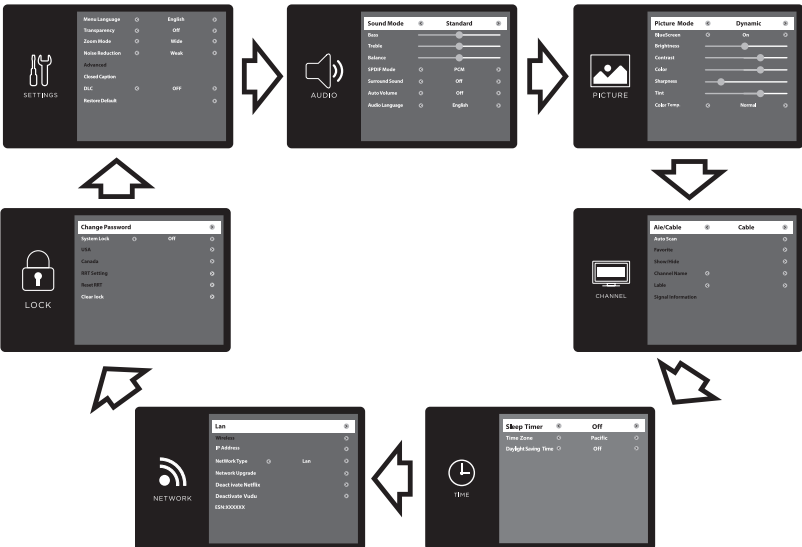 SETTINGS
Menu Language English
Transparency Off
Zoom Mode Wide
Noise Reduction Weak
Advanced
Closed Caption
DLC OFF
Restore Default
AUDIO
Sound Mode Standard
Bass
Treble
Balance
SPDIF Mode PCM
Surround Sound Off
Auto Volume Off
Audio Language English
PICTURE
Picture Mode Dynamic
BlueScreen On
Brightness
Contrast
Color
Sharpness
Tint
Color Temp. Normal
LOCK
Change Password
System Lock Off
USA
Canada
RRT Setting
Reset RRT
Clear lock
CHANNEL
Aie/Cable Cable
Auto Scan
Favorite
Show/Hide
Channel Name
Lable
Signal Information
NETWORK
Lan
Wireless
IP Address
NetWork Type Lan
Network Upgrade
Deactivate Netflix
Deactivate Vudu
ESN:XXXXXX
TIME
Sleep Timer Off
Time Zone Pacific
Daylight Saving Time Off